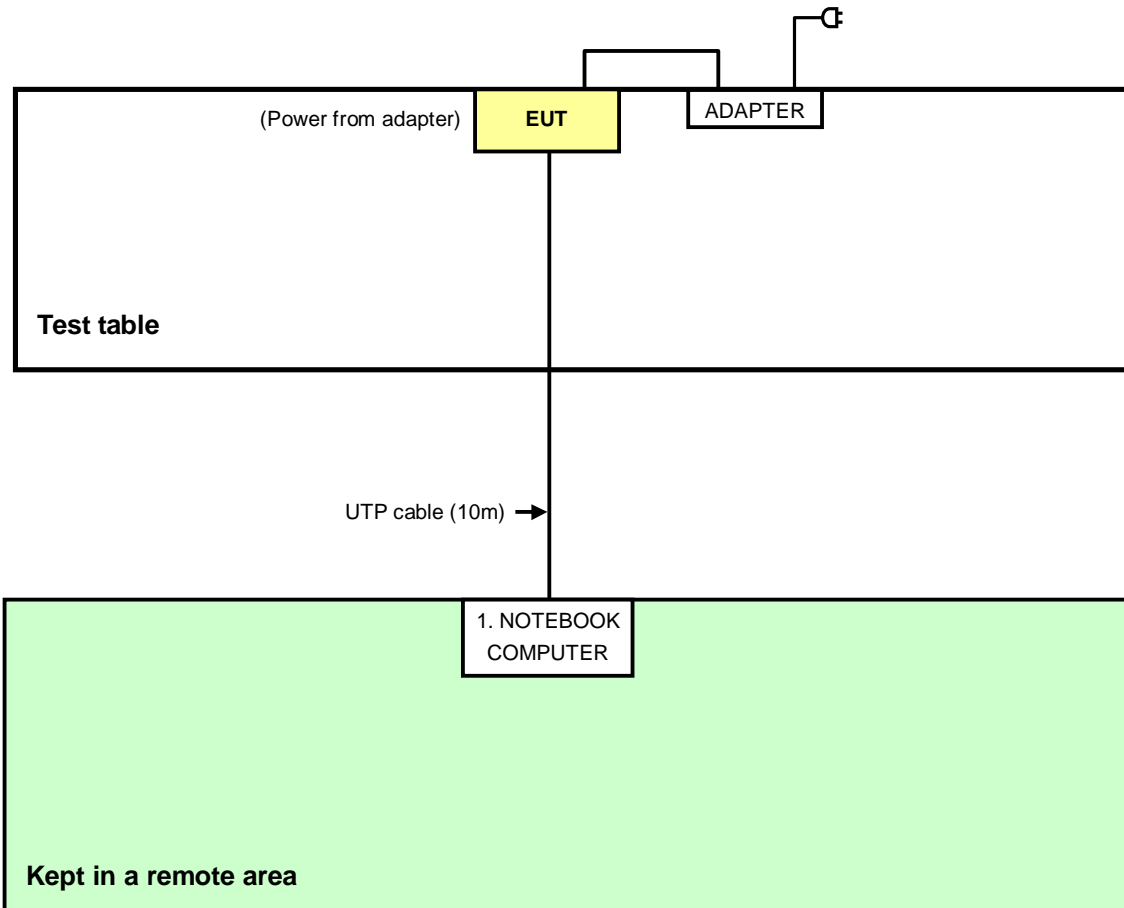 (Power from adapter)
EUT
ADAPTER
Test table
UTP cable (10m)
1. NOTEBOOK
COMPUTER
Kept in a remote area